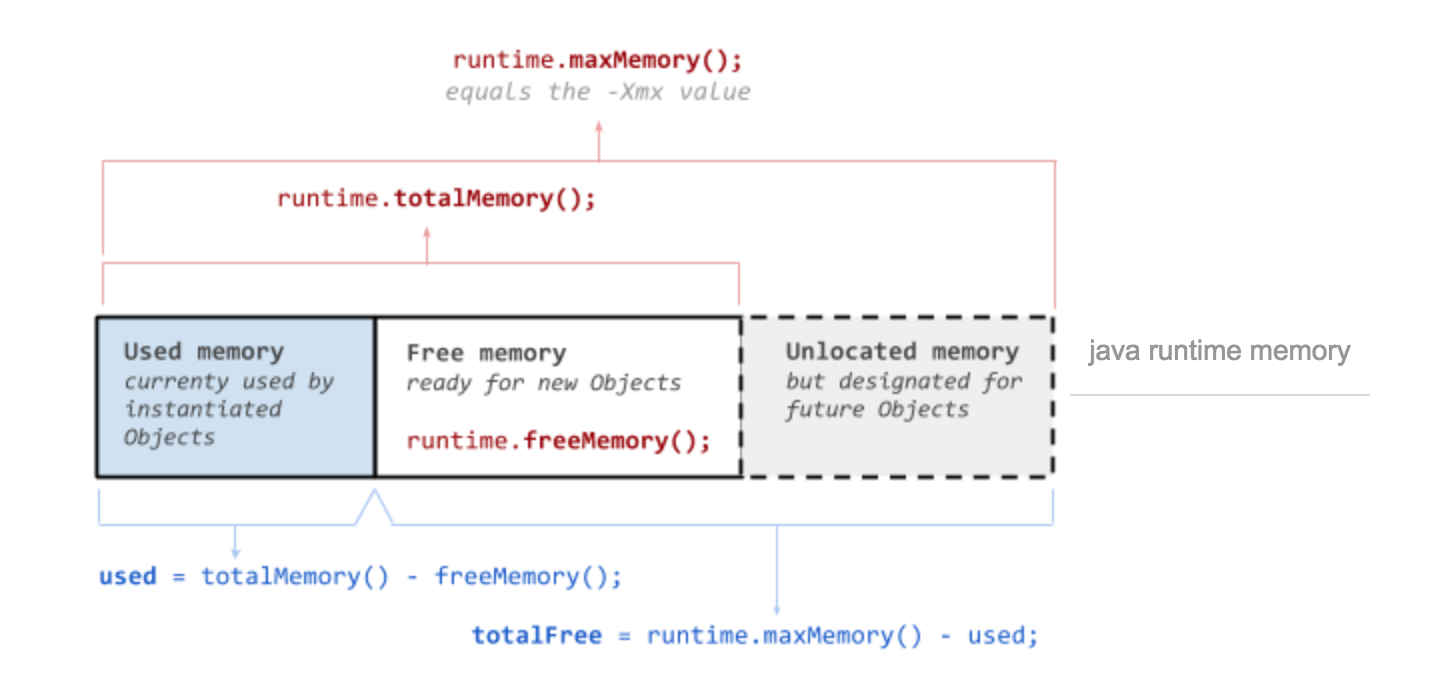 runtime.maxMemory();
equals the -Xmx value
runtime.totalMemory();
Used memory
currenty used by
instantiated
Objects
Free memory
ready for new Objects
runtime.freeMemory();
Unlocated memory
but designated for
future Objects
java runtime memory
used = totalMemory() - freeMemory();
totalFree = runtime.maxMemory() - used;